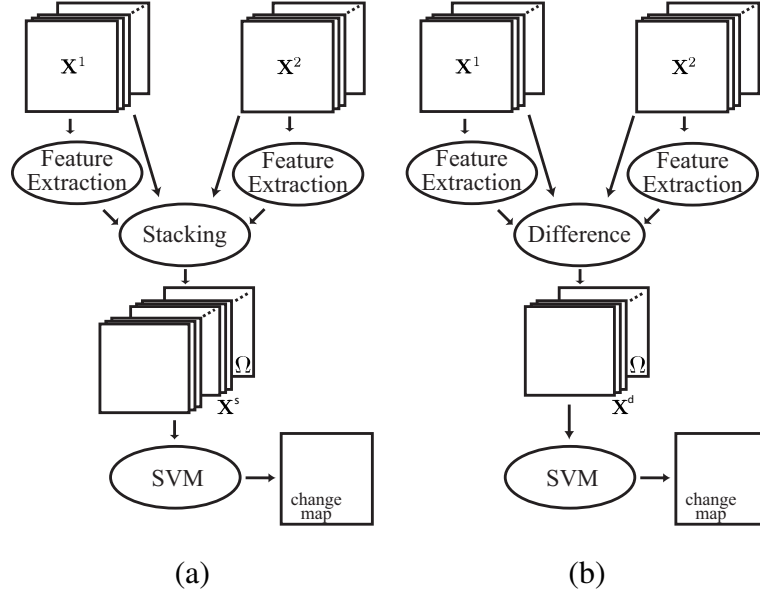 X¹
X²
Feature
Extraction
Feature
Extraction
Stacking
Ω
Xˢ
SVM
change
map
(a)
X¹
X²
Feature
Extraction
Feature
Extraction
Difference
Ω
Xᵈ
SVM
change
map
(b)